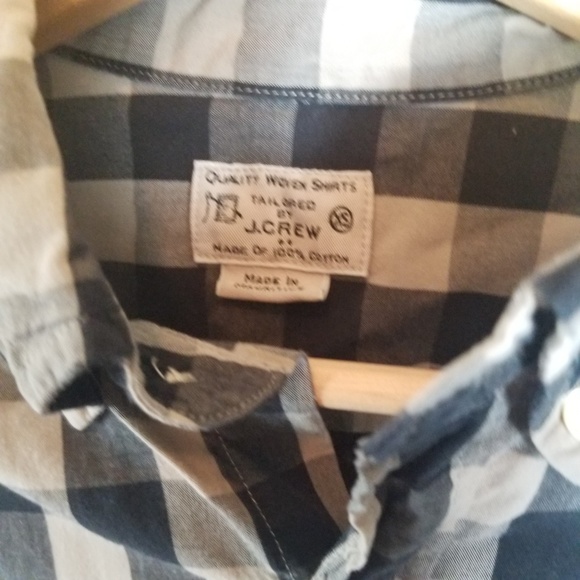 QUALITY WOVEN SHIRTS
TAILORED
BY
XS
J.CREW
MADE OF 100% COTTON
MADE IN